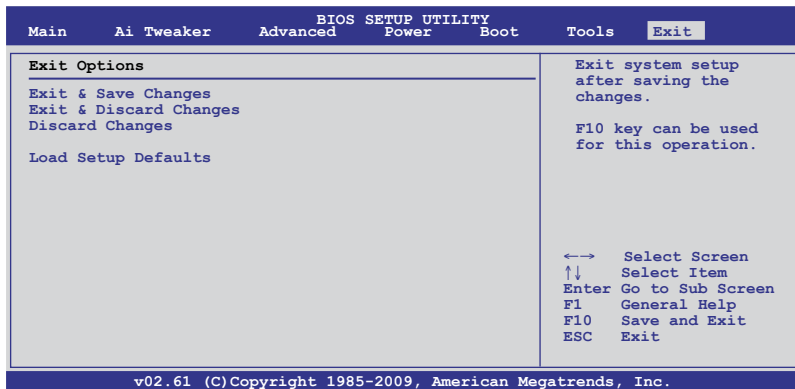 BIOS SETUP UTILITY
Main Ai Tweaker Advanced Power Boot Tools Exit
Exit Options
Exit & Save Changes
Exit & Discard Changes
Discard Changes
Load Setup Defaults
Exit system setup
after saving the
changes.
F10 key can be used
for this operation.
←→ Select Screen
↑↓ Select Item
Enter Go to Sub Screen
F1 General Help
F10 Save and Exit
ESC Exit
v02.61 (C)Copyright 1985-2009, American Megatrends, Inc.